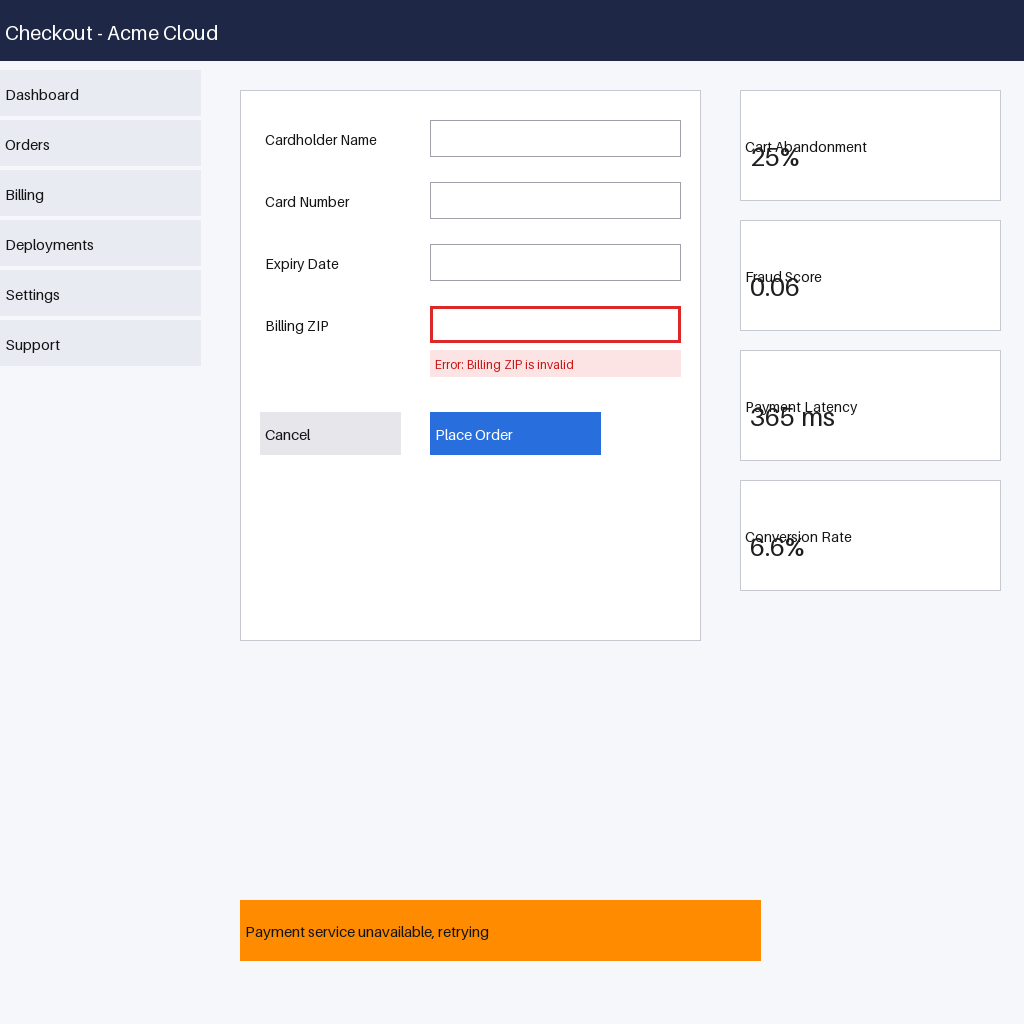 Checkout - Acme Cloud
Dashboard
Orders
Billing
Deployments
Settings
Support
Cardholder Name
Card Number
Expiry Date
Billing ZIP
Error: Billing ZIP is invalid
Cancel
Place Order
Cart Abandonment
25%
Fraud Score
0.06
Payment Latency
365 ms
Conversion Rate
6.6%
Payment service unavailable, retrying